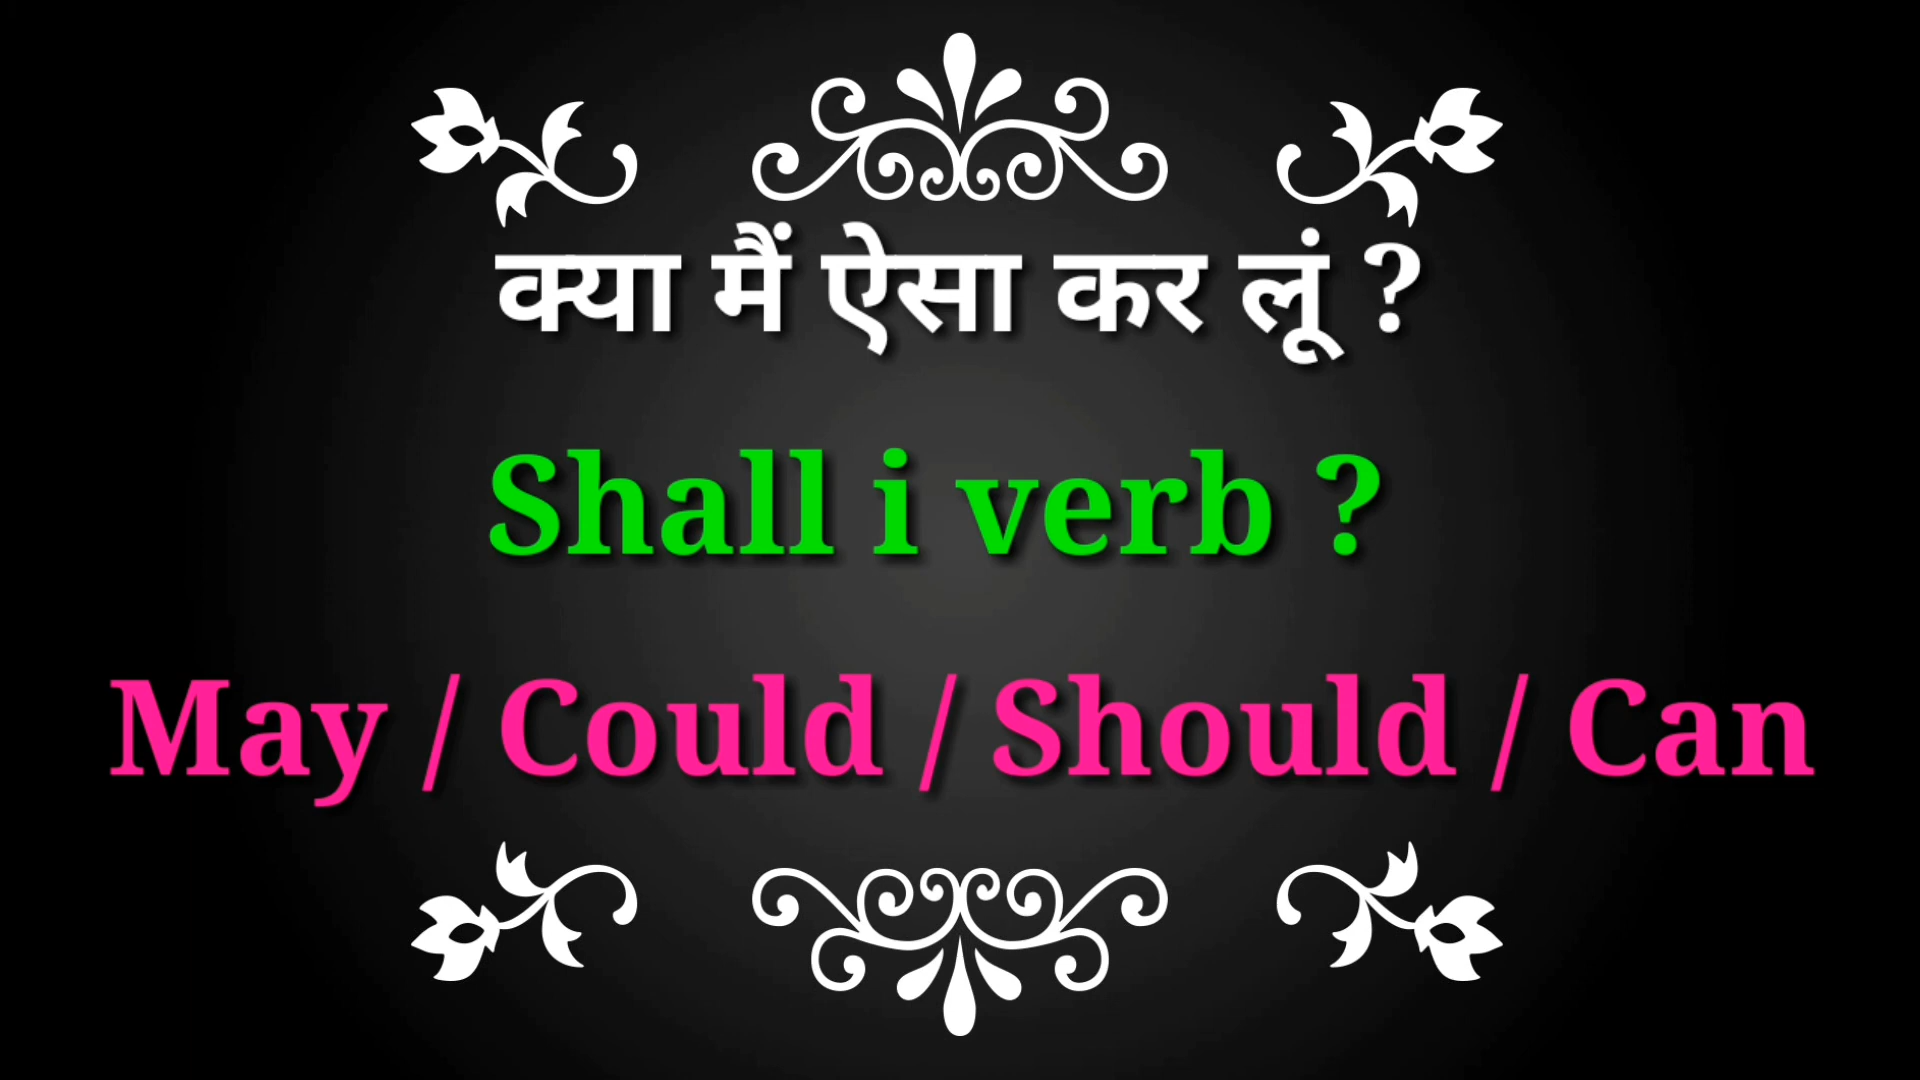 क्या मैं ऐसा कर लूं ?
Shall i verb ?
May / Could / Should / Can